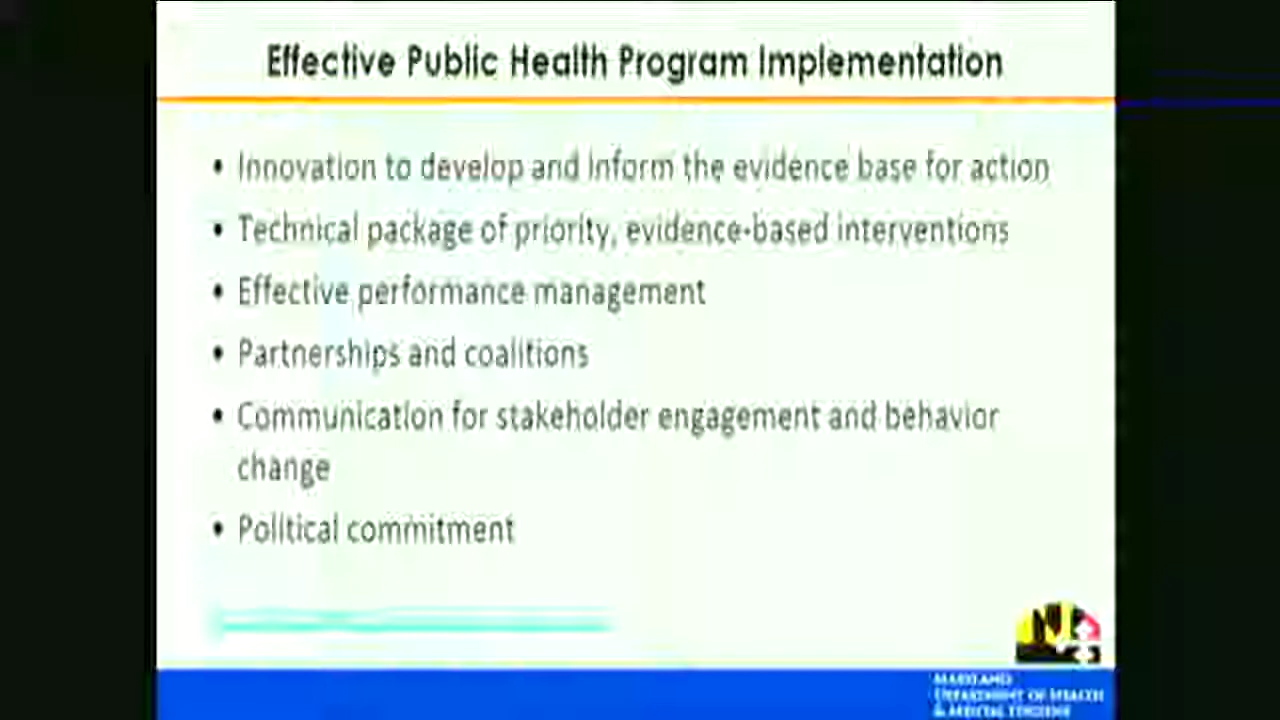 Effective Public Health Program Implementation
• Innovation to develop and inform the evidence base for action
• Technical package of priority, evidence-based interventions
• Effective performance management
• Partnerships and coalitions
• Communication for stakeholder engagement and behavior
change
• Political commitment
MARYLAND
DEPARTMENT OF HEALTH
& MENTAL HYGIENE